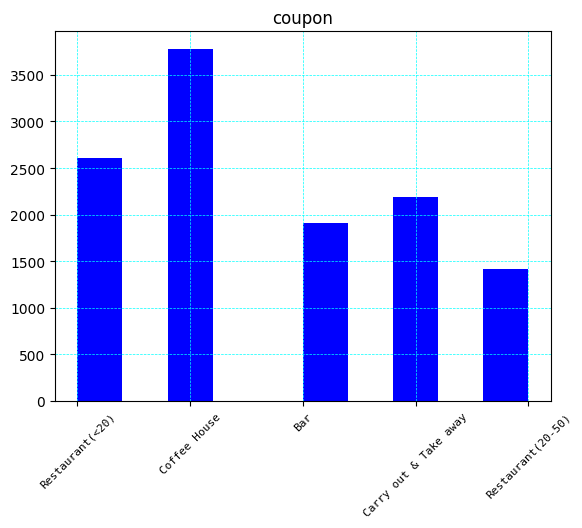 coupon
3500
3000
2500
2000
1500
1000
500
0
Restaurant(<20)
Coffee House
Bar
Carry out & Take away
Restaurant(20-50)